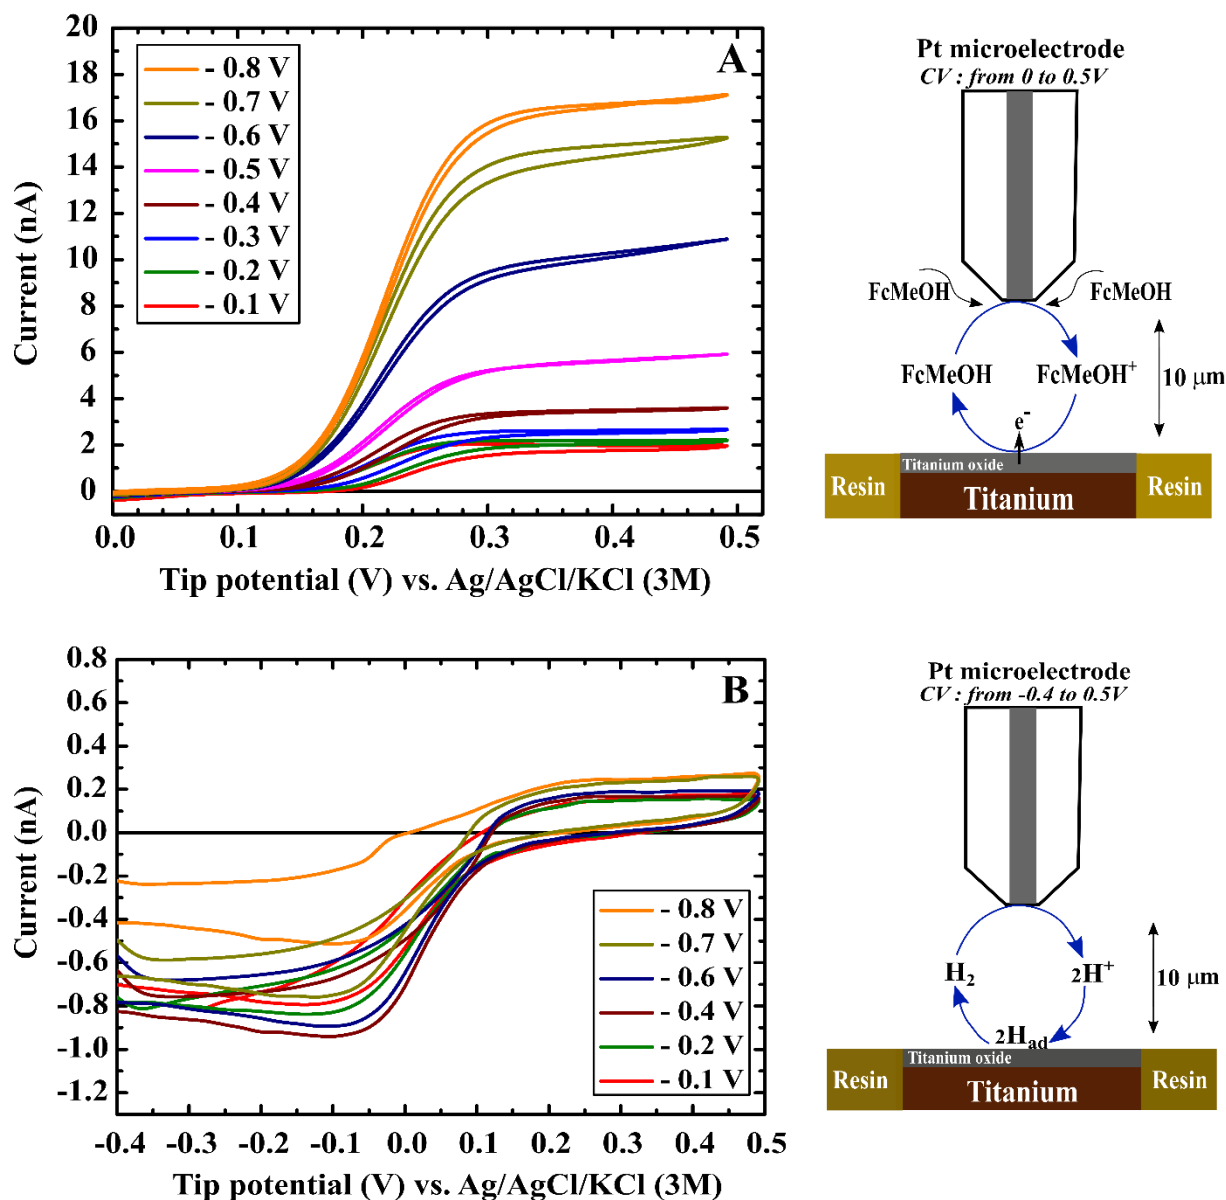 20
18
16
14
12
10
8
6
4
2
0
Current (nA)
- 0.8 V
- 0.7 V
- 0.6 V
- 0.5 V
- 0.4 V
- 0.3 V
- 0.2 V
- 0.1 V
A
0.0 0.1 0.2 0.3 0.4 0.5
Tip potential (V) vs. Ag/AgCl/KCl (3M)
Pt microelectrode
CV : from 0 to 0.5V
FcMeOH FcMeOH
FcMeOH FcMeOH⁺
10 μm
e⁻
Titanium oxide
Resin Titanium Resin
0.8
0.6
0.4
0.2
0.0
-0.2
-0.4
-0.6
-0.8
-1.0
-1.2
Current (nA)
B
- 0.8 V
- 0.7 V
- 0.6 V
- 0.4 V
- 0.2 V
- 0.1 V
-0.4 -0.3 -0.2 -0.1 0.0 0.1 0.2 0.3 0.4 0.5
Tip potential (V) vs. Ag/AgCl/KCl (3M)
Pt microelectrode
CV : from -0.4 to 0.5V
H₂ 2H⁺
10 μm
2H_ad
Titanium oxide
Resin Titanium Resin